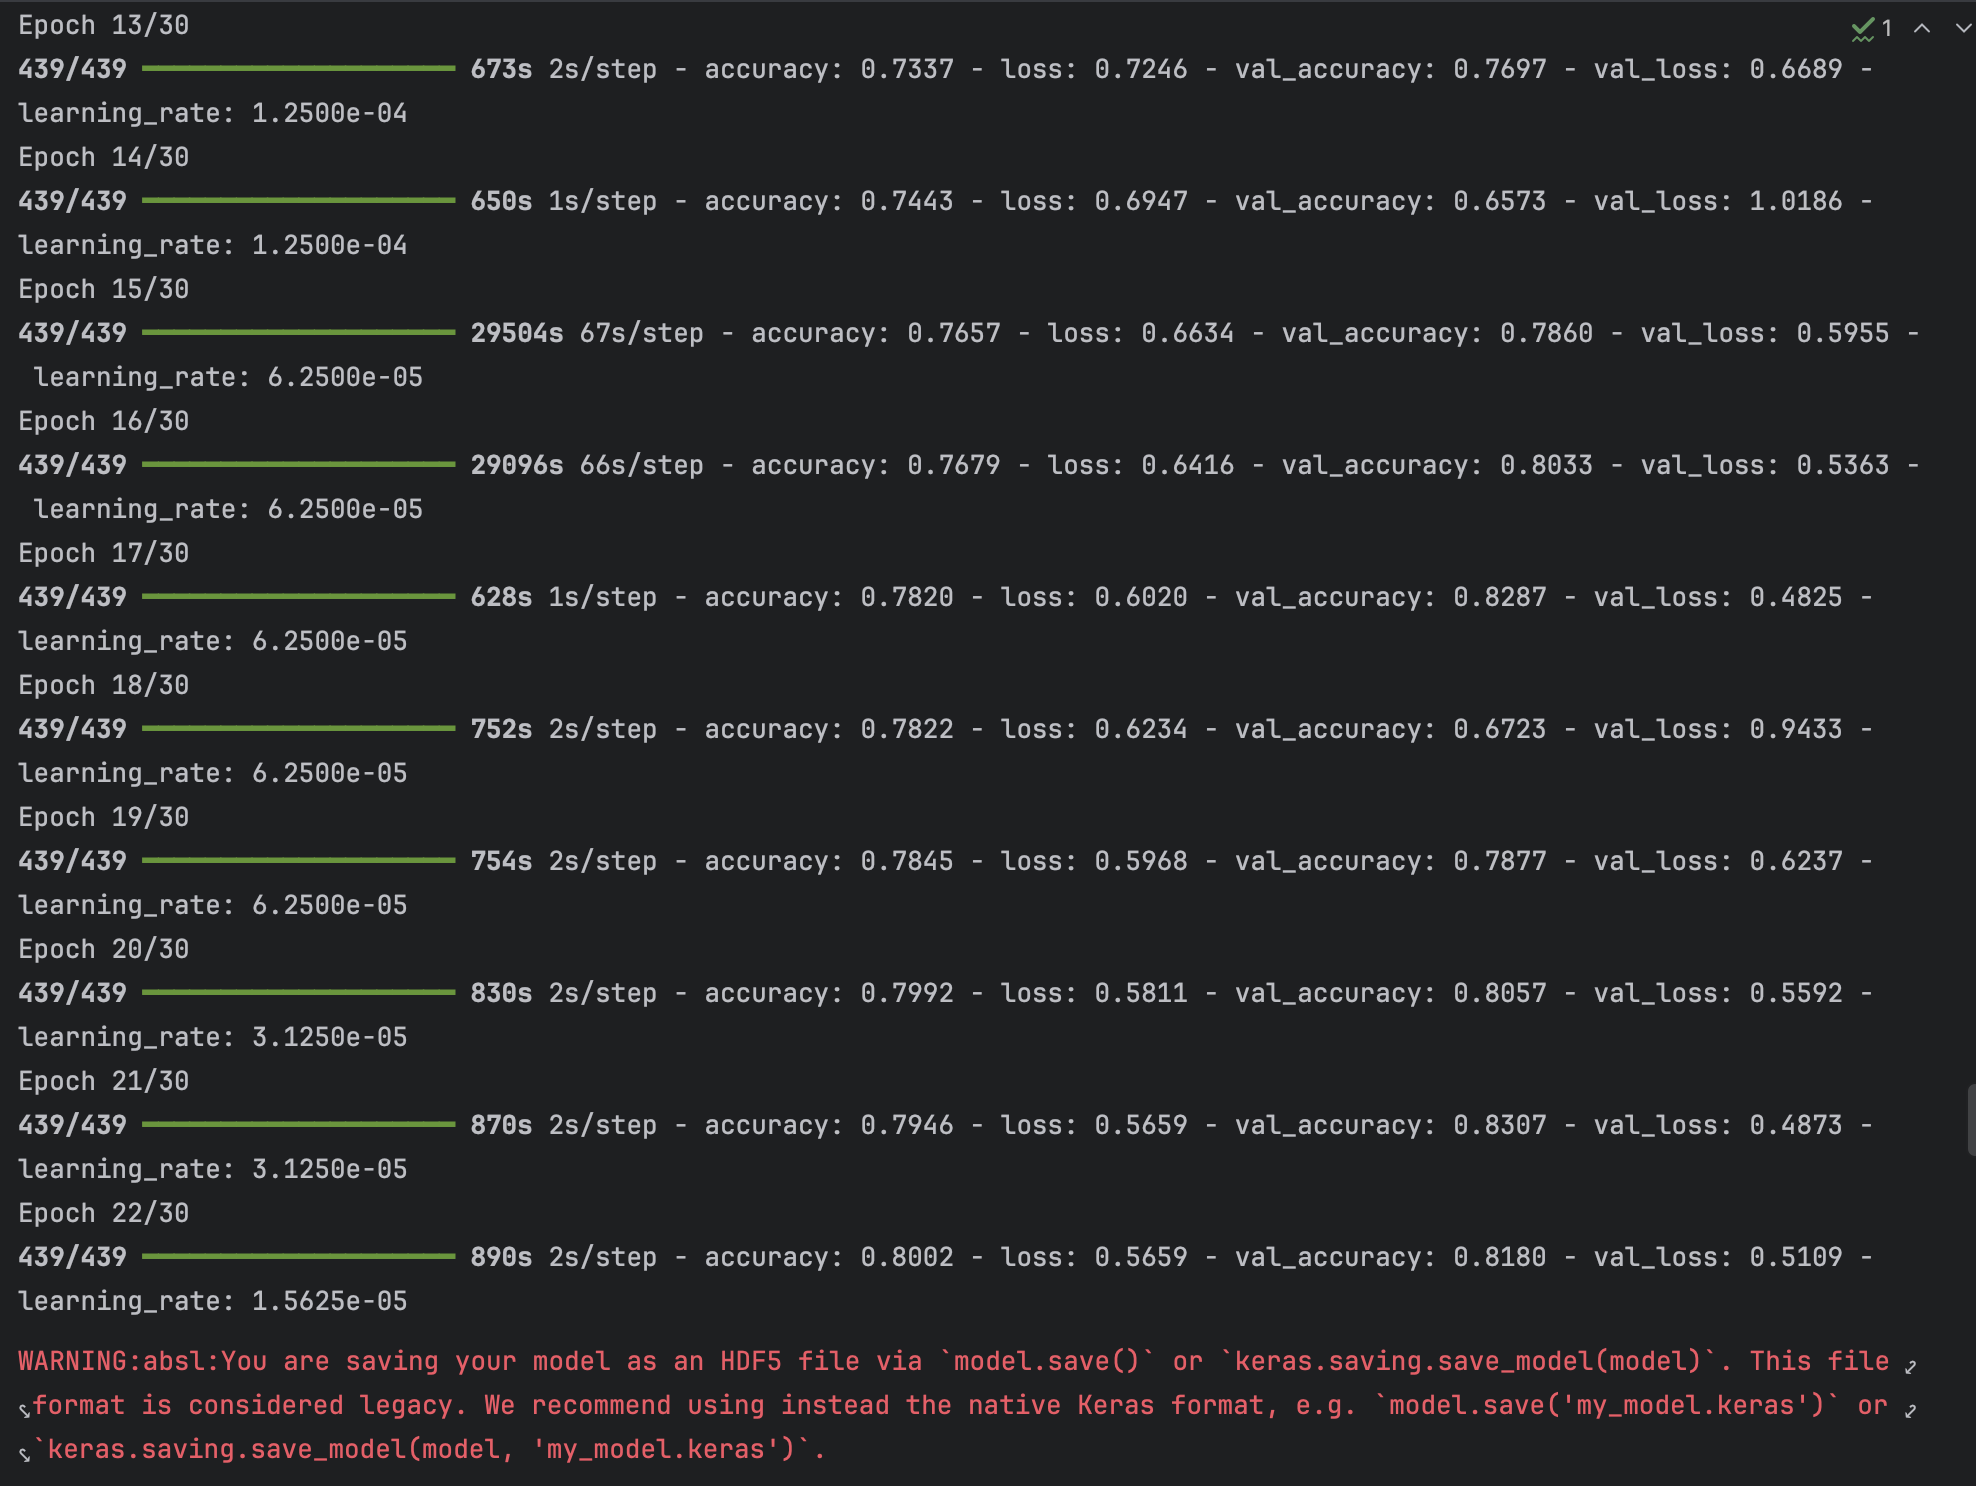 Epoch 13/30
1
439/439 ━━━━━━━━━━━━━━━━━━━━ 673s 2s/step - accuracy: 0.7337 - loss: 0.7246 - val_accuracy: 0.7697 - val_loss: 0.6689 -
learning_rate: 1.2500e-04
Epoch 14/30
439/439 ━━━━━━━━━━━━━━━━━━━━ 650s 1s/step - accuracy: 0.7443 - loss: 0.6947 - val_accuracy: 0.6573 - val_loss: 1.0186 -
learning_rate: 1.2500e-04
Epoch 15/30
439/439 ━━━━━━━━━━━━━━━━━━━━ 29504s 67s/step - accuracy: 0.7657 - loss: 0.6634 - val_accuracy: 0.7860 - val_loss: 0.5955 -
learning_rate: 6.2500e-05
Epoch 16/30
439/439 ━━━━━━━━━━━━━━━━━━━━ 29096s 66s/step - accuracy: 0.7679 - loss: 0.6416 - val_accuracy: 0.8033 - val_loss: 0.5363 -
learning_rate: 6.2500e-05
Epoch 17/30
439/439 ━━━━━━━━━━━━━━━━━━━━ 628s 1s/step - accuracy: 0.7820 - loss: 0.6020 - val_accuracy: 0.8287 - val_loss: 0.4825 -
learning_rate: 6.2500e-05
Epoch 18/30
439/439 ━━━━━━━━━━━━━━━━━━━━ 752s 2s/step - accuracy: 0.7822 - loss: 0.6234 - val_accuracy: 0.6723 - val_loss: 0.9433 -
learning_rate: 6.2500e-05
Epoch 19/30
439/439 ━━━━━━━━━━━━━━━━━━━━ 754s 2s/step - accuracy: 0.7845 - loss: 0.5968 - val_accuracy: 0.7877 - val_loss: 0.6237 -
learning_rate: 6.2500e-05
Epoch 20/30
439/439 ━━━━━━━━━━━━━━━━━━━━ 830s 2s/step - accuracy: 0.7992 - loss: 0.5811 - val_accuracy: 0.8057 - val_loss: 0.5592 -
learning_rate: 3.1250e-05
Epoch 21/30
439/439 ━━━━━━━━━━━━━━━━━━━━ 870s 2s/step - accuracy: 0.7946 - loss: 0.5659 - val_accuracy: 0.8307 - val_loss: 0.4873 -
learning_rate: 3.1250e-05
Epoch 22/30
439/439 ━━━━━━━━━━━━━━━━━━━━ 890s 2s/step - accuracy: 0.8002 - loss: 0.5659 - val_accuracy: 0.8180 - val_loss: 0.5109 -
learning_rate: 1.5625e-05
WARNING:absl:You are saving your model as an HDF5 file via `model.save()` or `keras.saving.save_model(model)`. This file
format is considered legacy. We recommend using instead the native Keras format, e.g. `model.save('my_model.keras')` or
`keras.saving.save_model(model, 'my_model.keras')`.